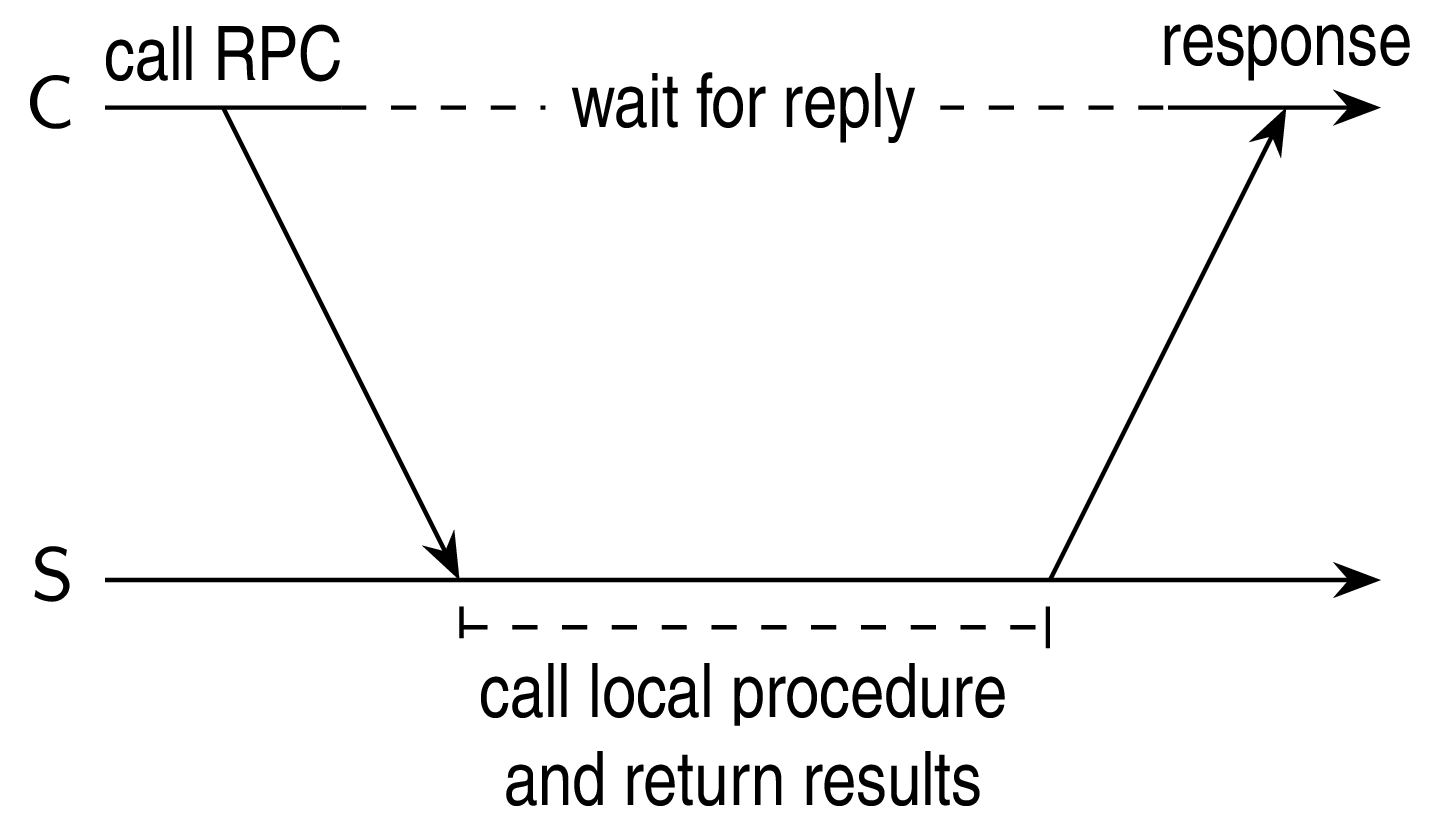 call RPC
response
C
wait for reply
S
call local procedure
and return results